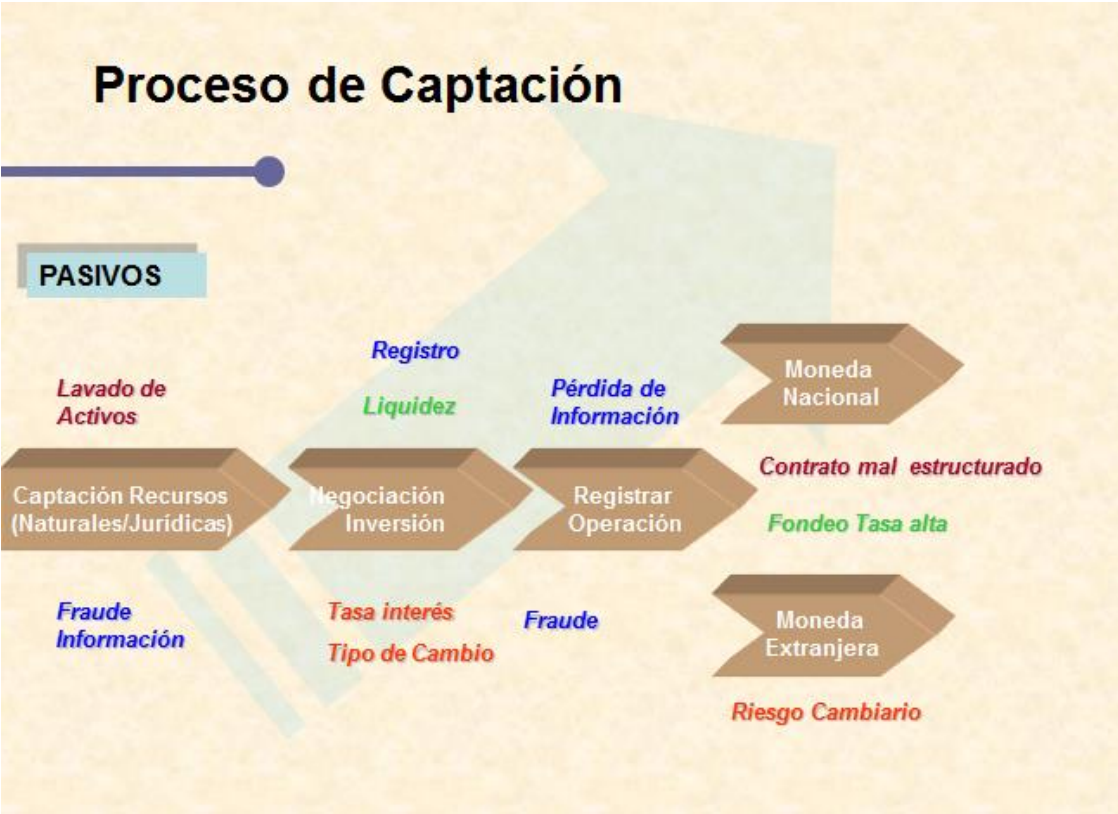 Proceso de Captación
PASIVOS
Registro
Lavado de
Activos
Liquidez
Pérdida de
Información
Moneda
Nacional
Captación Recursos
(Naturales/Jurídicas)
Negociación
Inversión
Registrar
Operación
Contrato mal estructurado
Fondeo Tasa alta
Fraude
Información
Tasa interés
Tipo de Cambio
Fraude
Moneda
Extranjera
Riesgo Cambiario